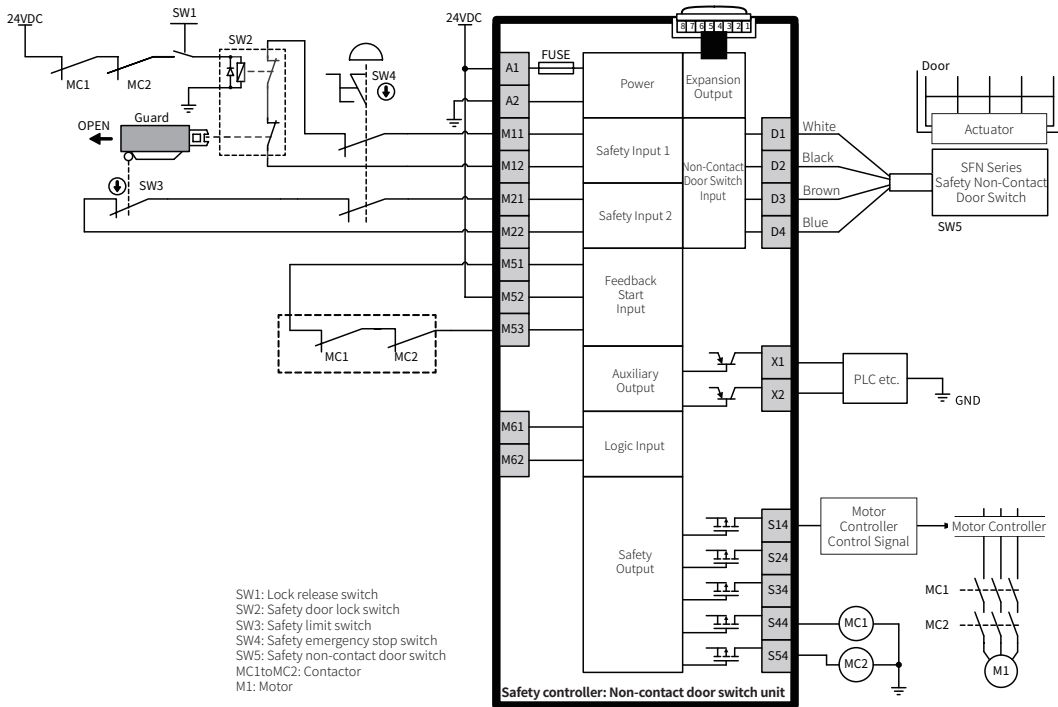 24VDC
SW1
MC1
MC2
SW2
OPEN
Guard
SW3
SW4
24VDC
FUSE
8 7 6 5 4 3 2 1
A1
A2
M11
M12
M21
M22
M51
M52
M53
M61
M62
Power
Expansion
Output
Safety Input 1
Non-Contact
Door Switch
Input
Safety Input 2
Feedback
Start
Input
Auxiliary
Output
Logic Input
Safety
Output
D1
D2
D3
D4
White
Black
Brown
Blue
Door
Actuator
SFN Series
Safety Non-Contact
Door Switch
SW5
MC1
MC2
X1
X2
PLC etc.
GND
S14
S24
S34
S44
S54
Motor
Controller
Control Signal
Motor Controller
MC1
MC2
MC1
MC2
M1
SW1: Lock release switch
SW2: Safety door lock switch
SW3: Safety limit switch
SW4: Safety emergency stop switch
SW5: Safety non-contact door switch
MC1toMC2: Contactor
M1: Motor
Safety controller: Non-contact door switch unit